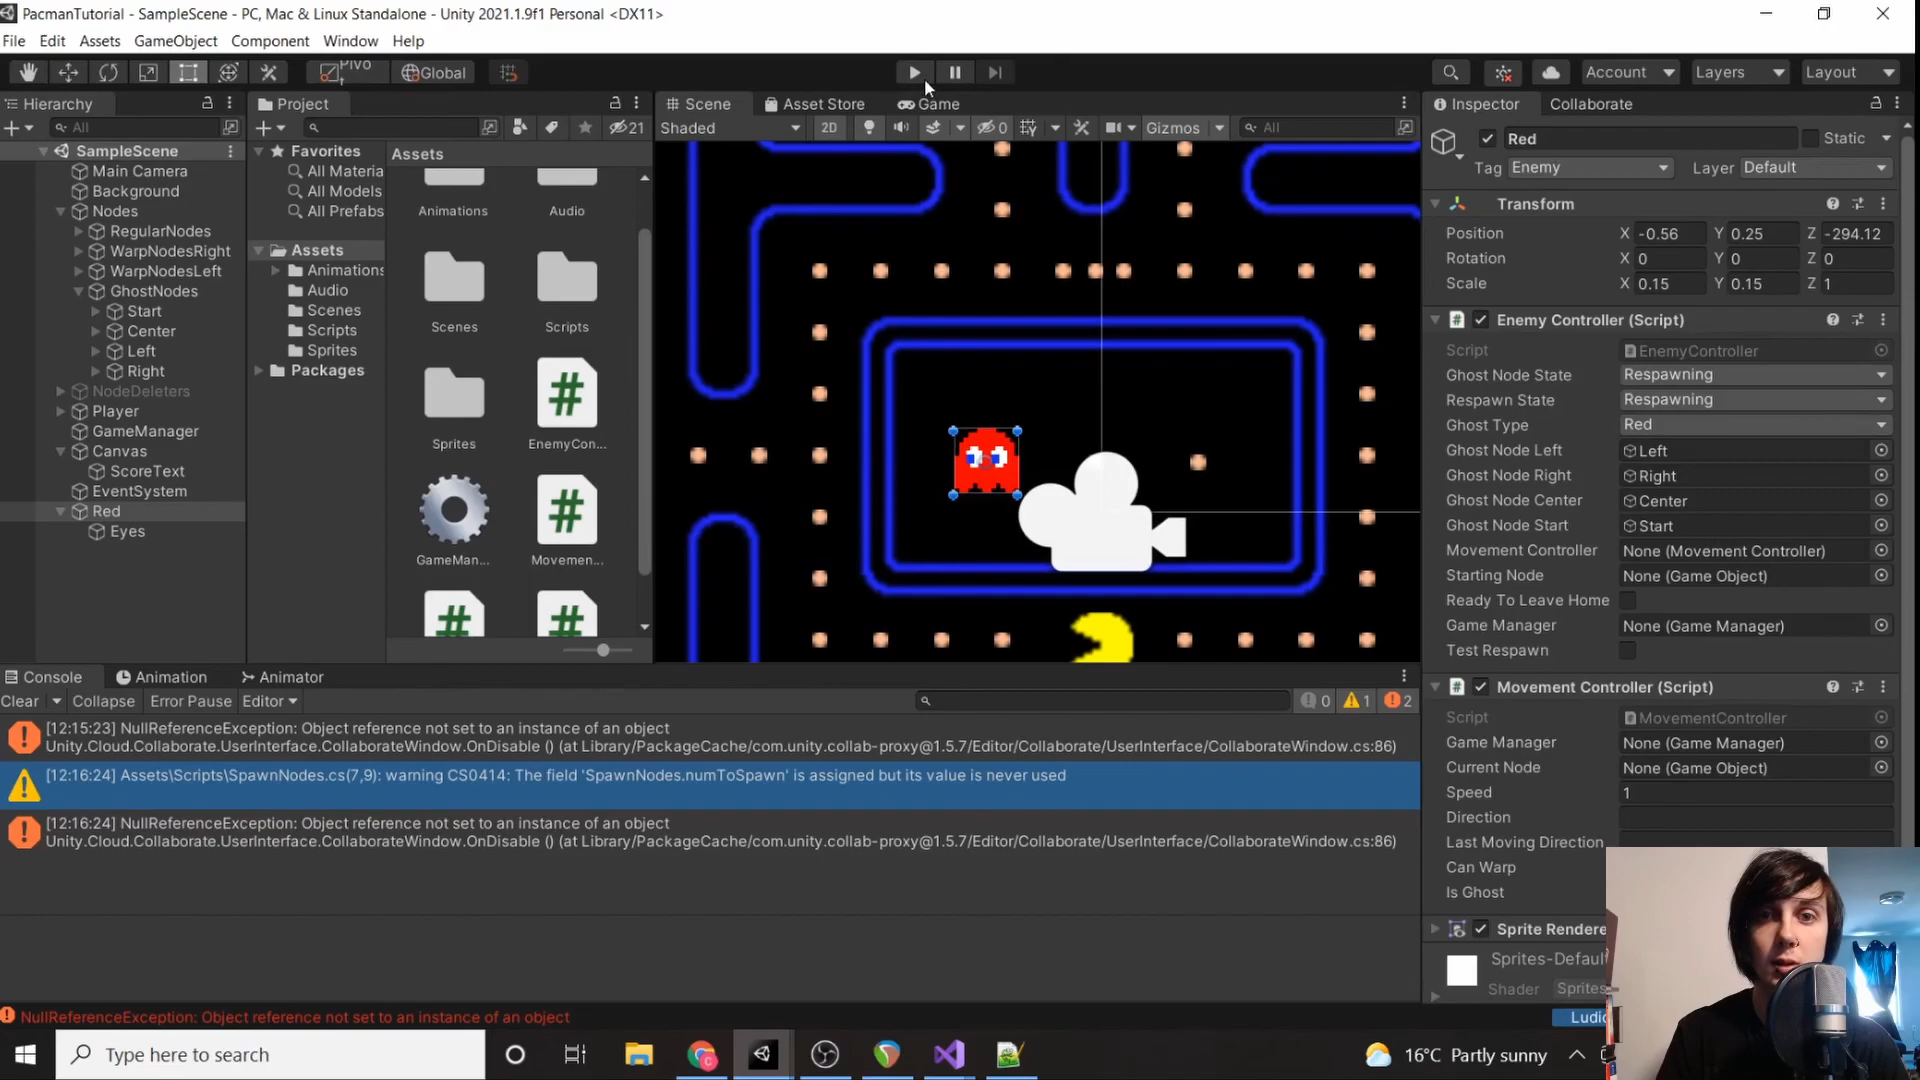 PacmanTutorial - SampleScene - PC, Mac & Linux Standalone - Unity 2021.1.9f1 Personal <DX11>
File Edit Assets GameObject Component Window Help
Global Account Layers Layout
Hierarchy
All
SampleScene
Main Camera
Background
Nodes
RegularNodes
WarpNodesRight
WarpNodesLeft
GhostNodes
Start
Center
Left
Right
NodeDeleters
Player
GameManager
Canvas
ScoreText
EventSystem
Red
Eyes
Project
21
Favorites
All Materia
All Models
All Prefabs
Assets
Animations
Audio
Scenes
Scripts
Sprites
Packages
Assets
Animations Audio
Scenes Scripts
Sprites EnemyCon...
GameMan... Movemen...
Scene Asset Store Game
Shaded 2D 0 Gizmos All
Inspector Collaborate
Red Static
Tag Enemy Layer Default
Transform
Position X -0.56 Y 0.25 Z -294.12
Rotation X 0 Y 0 Z 0
Scale X 0.15 Y 0.15 Z 1
Enemy Controller (Script)
Script EnemyController
Ghost Node State Respawning
Respawn State Respawning
Ghost Type Red
Ghost Node Left Left
Ghost Node Right Right
Ghost Node Center Center
Ghost Node Start Start
Movement Controller None (Movement Controller)
Starting Node None (Game Object)
Ready To Leave Home
Game Manager None (Game Manager)
Test Respawn
Movement Controller (Script)
Script MovementController
Game Manager None (Game Manager)
Current Node None (Game Object)
Speed 1
Direction
Last Moving Direction
Can Warp
Is Ghost
Sprite Rendere
Sprites-Defaul
Shader Sprites
Console Animation Animator
Clear Collapse Error Pause Editor 0 1 2
[12:15:23] NullReferenceException: Object reference not set to an instance of an object
Unity.Cloud.Collaborate.UserInterface.CollaborateWindow.OnDisable () (at Library/PackageCache/com.unity.collab-proxy@1.5.7/Editor/Collaborate/UserInterface/CollaborateWindow.cs:86)
[12:16:24] Assets\Scripts\SpawnNodes.cs(7,9): warning CS0414: The field 'SpawnNodes.numToSpawn' is assigned but its value is never used
[12:16:24] NullReferenceException: Object reference not set to an instance of an object
Unity.Cloud.Collaborate.UserInterface.CollaborateWindow.OnDisable () (at Library/PackageCache/com.unity.collab-proxy@1.5.7/Editor/Collaborate/UserInterface/CollaborateWindow.cs:86)
NullReferenceException: Object reference not set to an instance of an object
Ludic
Type here to search
16°C Partly sunny